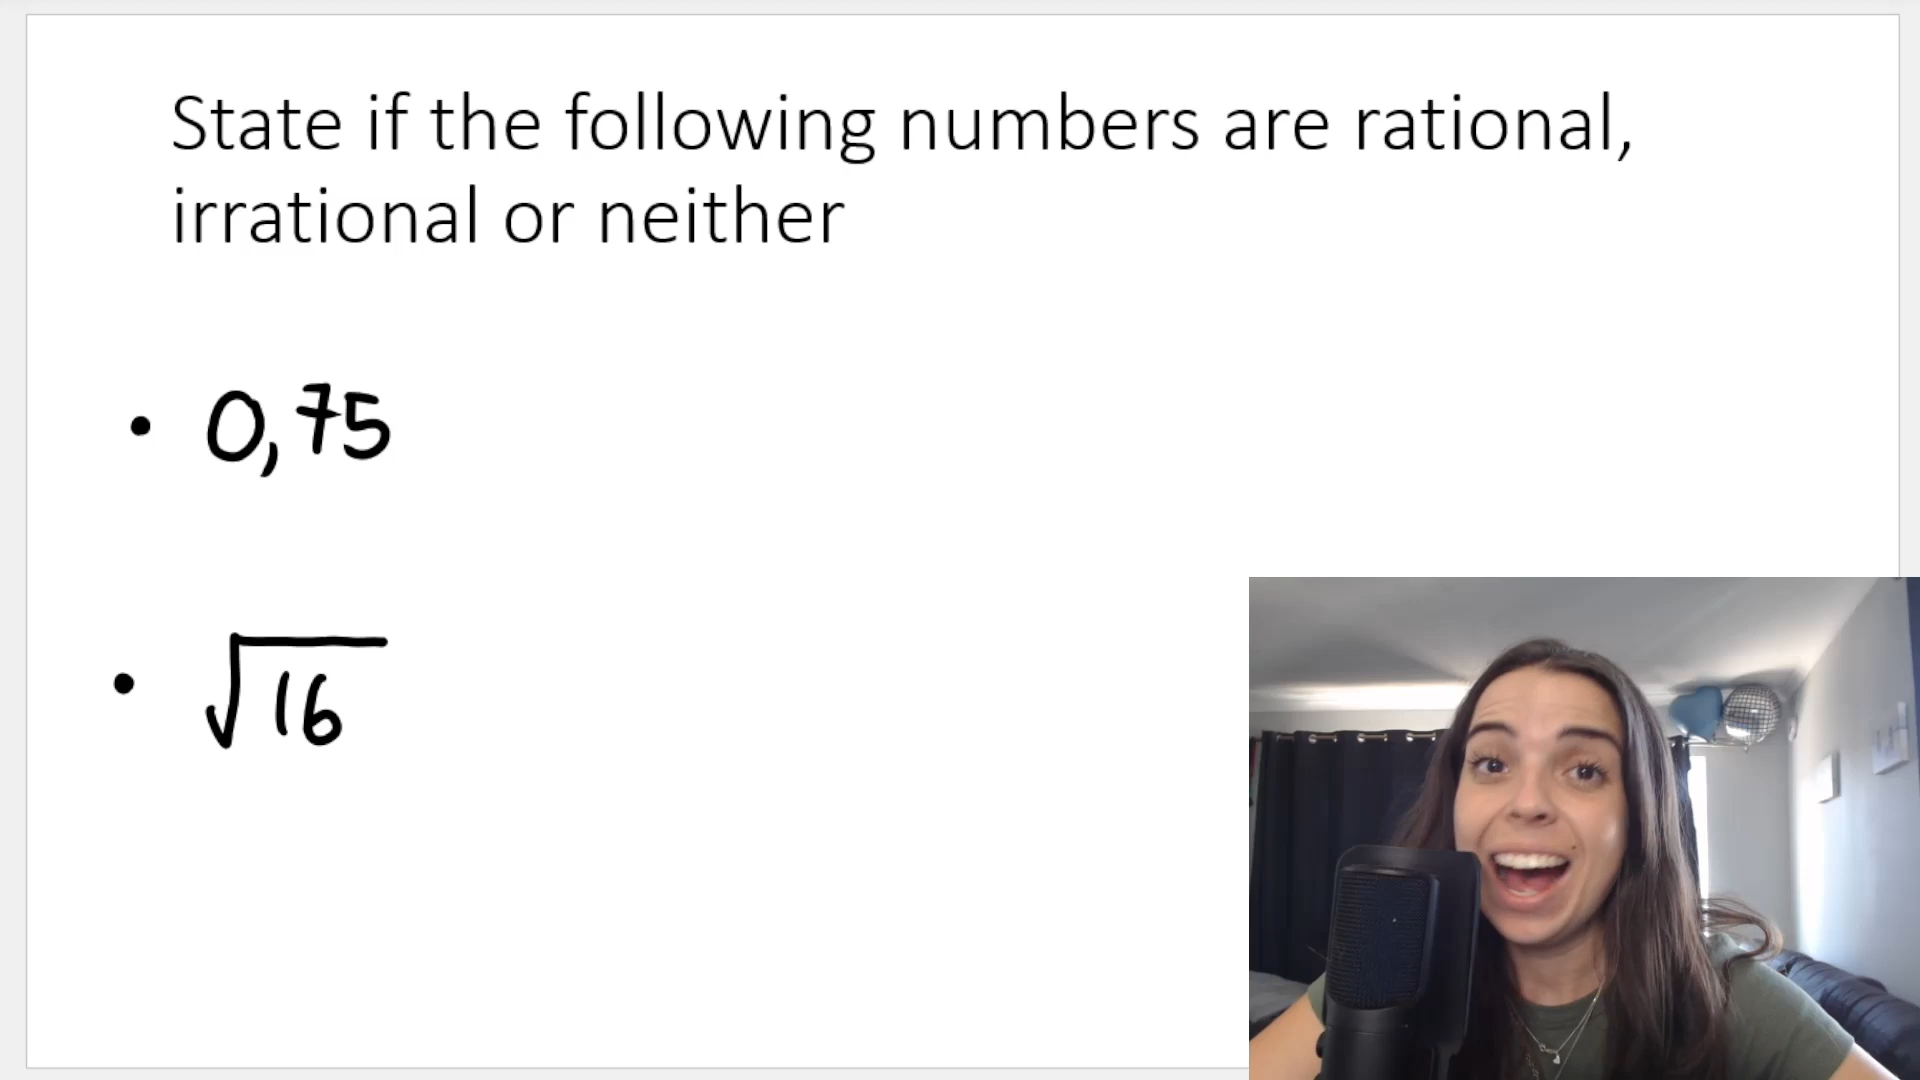 State if the following numbers are rational,
irrational or neither
• 0,75
• √16